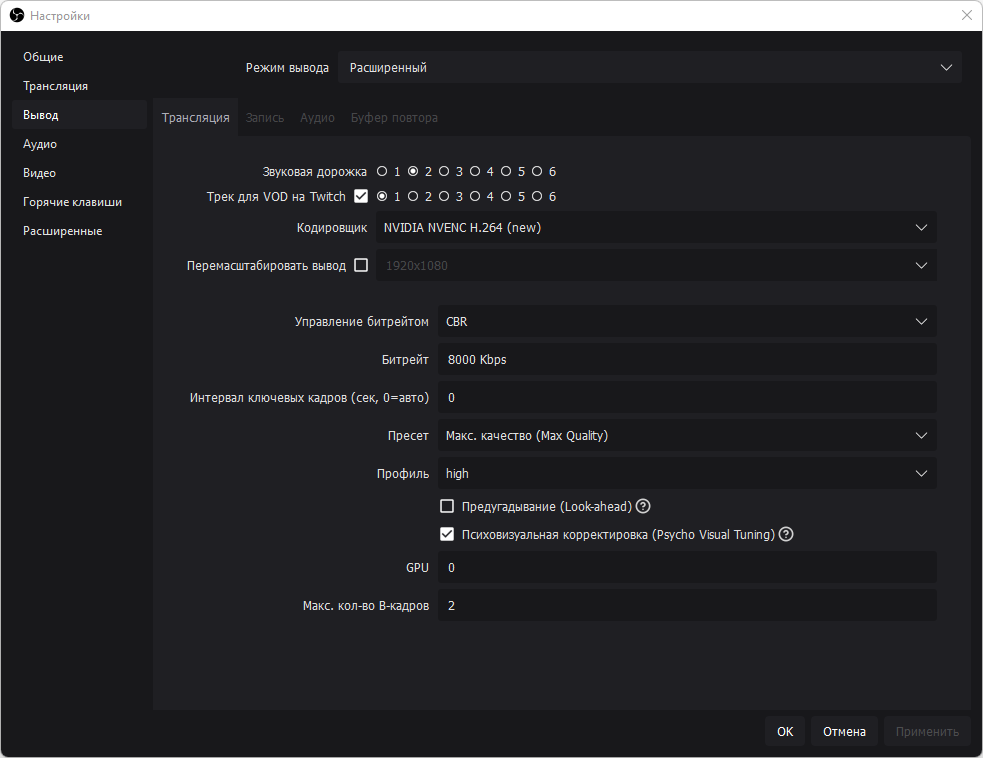 Настройки
Общие
Трансляция
Вывод
Аудио
Видео
Горячие клавиши
Расширенные
Режим вывода Расширенный
Трансляция Запись Аудио Буфер повтора
Звуковая дорожка 1 2 3 4 5 6
Трек для VOD на Twitch 1 2 3 4 5 6
Кодировщик NVIDIA NVENC H.264 (new)
Перемасштабировать вывод 1920x1080
Управление битрейтом CBR
Битрейт 8000 Kbps
Интервал ключевых кадров (сек, 0=авто) 0
Пресет Макс. качество (Max Quality)
Профиль high
Предугадывание (Look-ahead) ?
Психовизуальная корректировка (Psycho Visual Tuning) ?
GPU 0
Макс. кол-во B-кадров 2
OK Отмена Применить